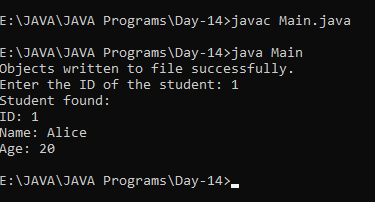 E:\JAVA\JAVA Programs\Day-14>javac Main.java
E:\JAVA\JAVA Programs\Day-14>java Main
Objects written to file successfully.
Enter the ID of the student: 1
Student found:
ID: 1
Name: Alice
Age: 20
E:\JAVA\JAVA Programs\Day-14>